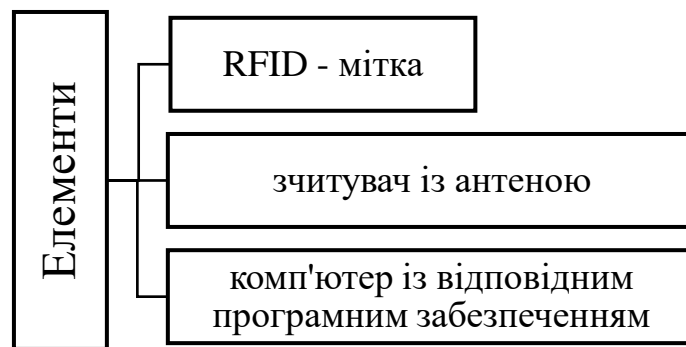 Елементи
RFID - мітка
зчитувач із антеною
комп'ютер із відповідним
програмним забезпеченням